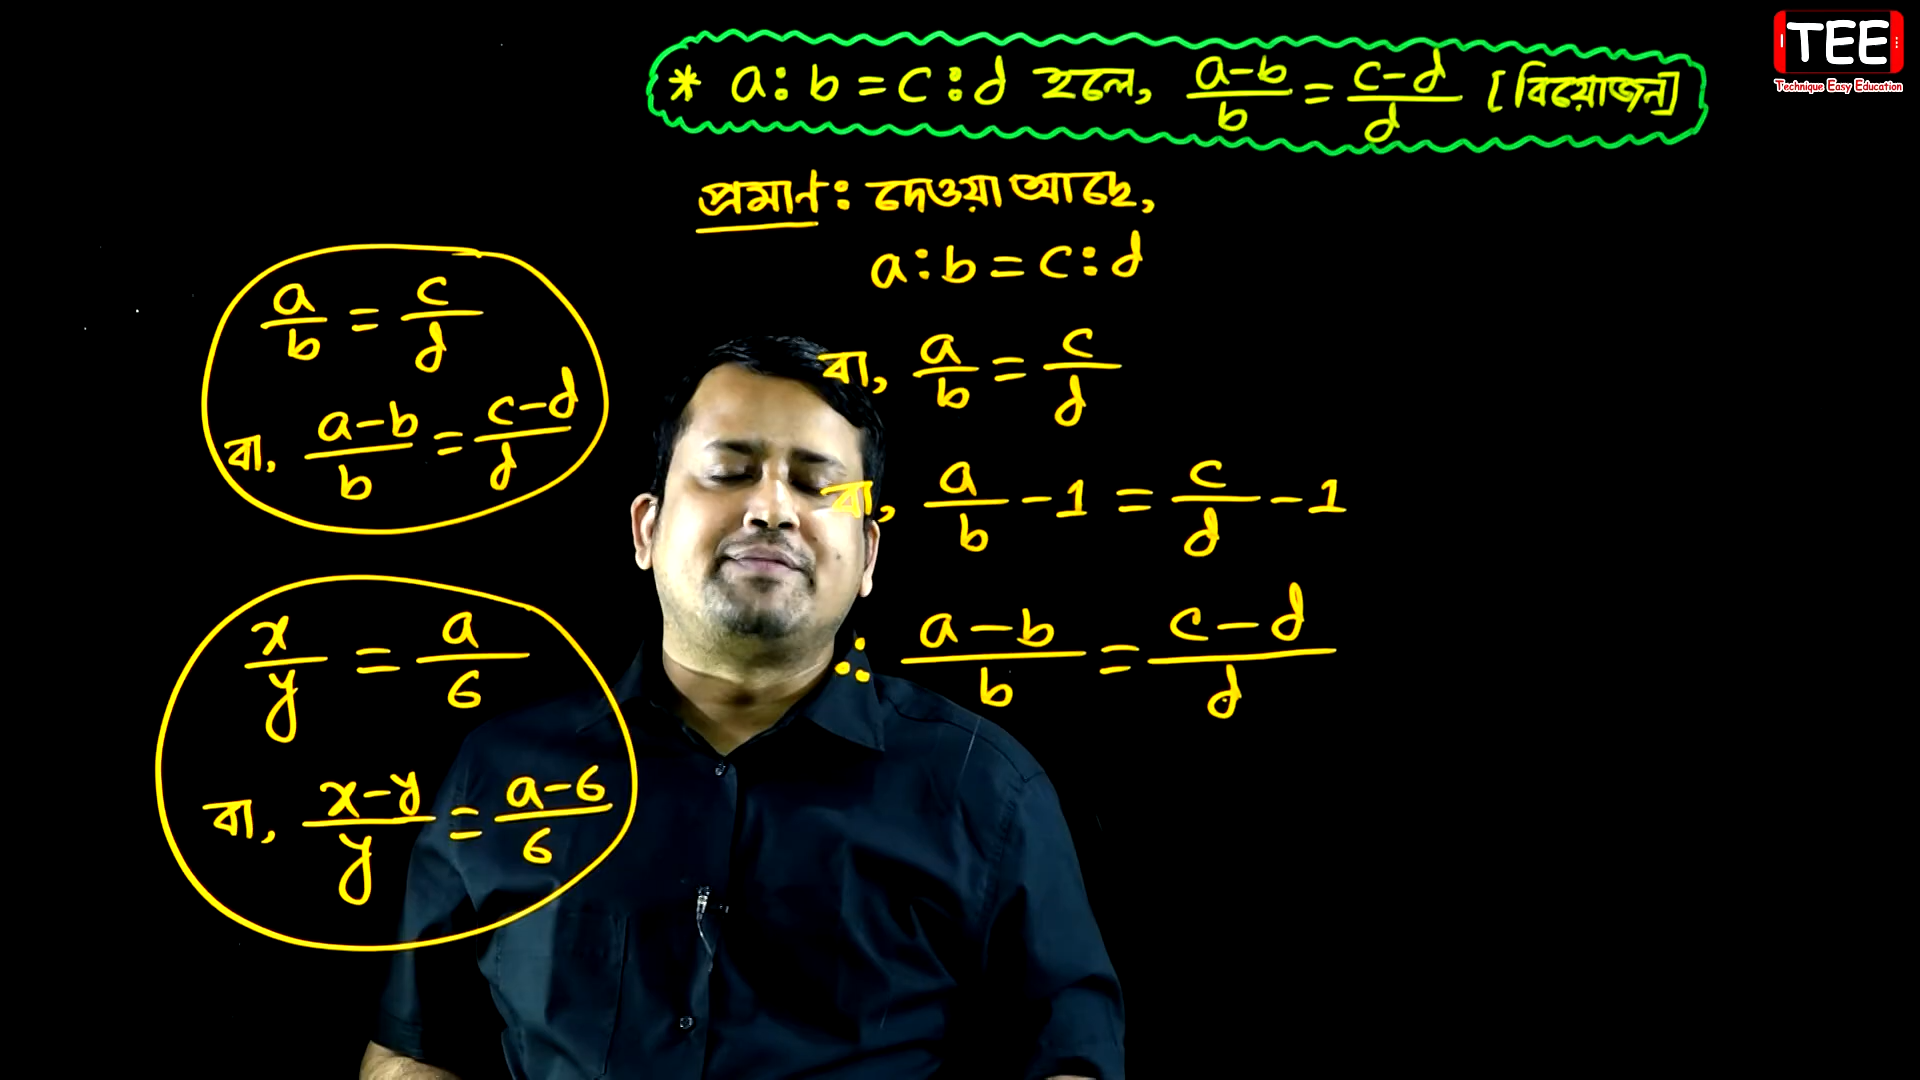 TEE
Technique Easy Education
* a : b = c : d হলে, (a-b)/b = (c-d)/d [বিয়োজন]
প্রমাণ : দেওয়া আছে,
a : b = c : d
বা, a/b = c/d
বা, a/b - 1 = c/d - 1
∴ (a-b)/b = (c-d)/d
a/b = c/d
বা, (a-b)/b = (c-d)/d
x/y = a/6
বা, (x-y)/y = (a-6)/6